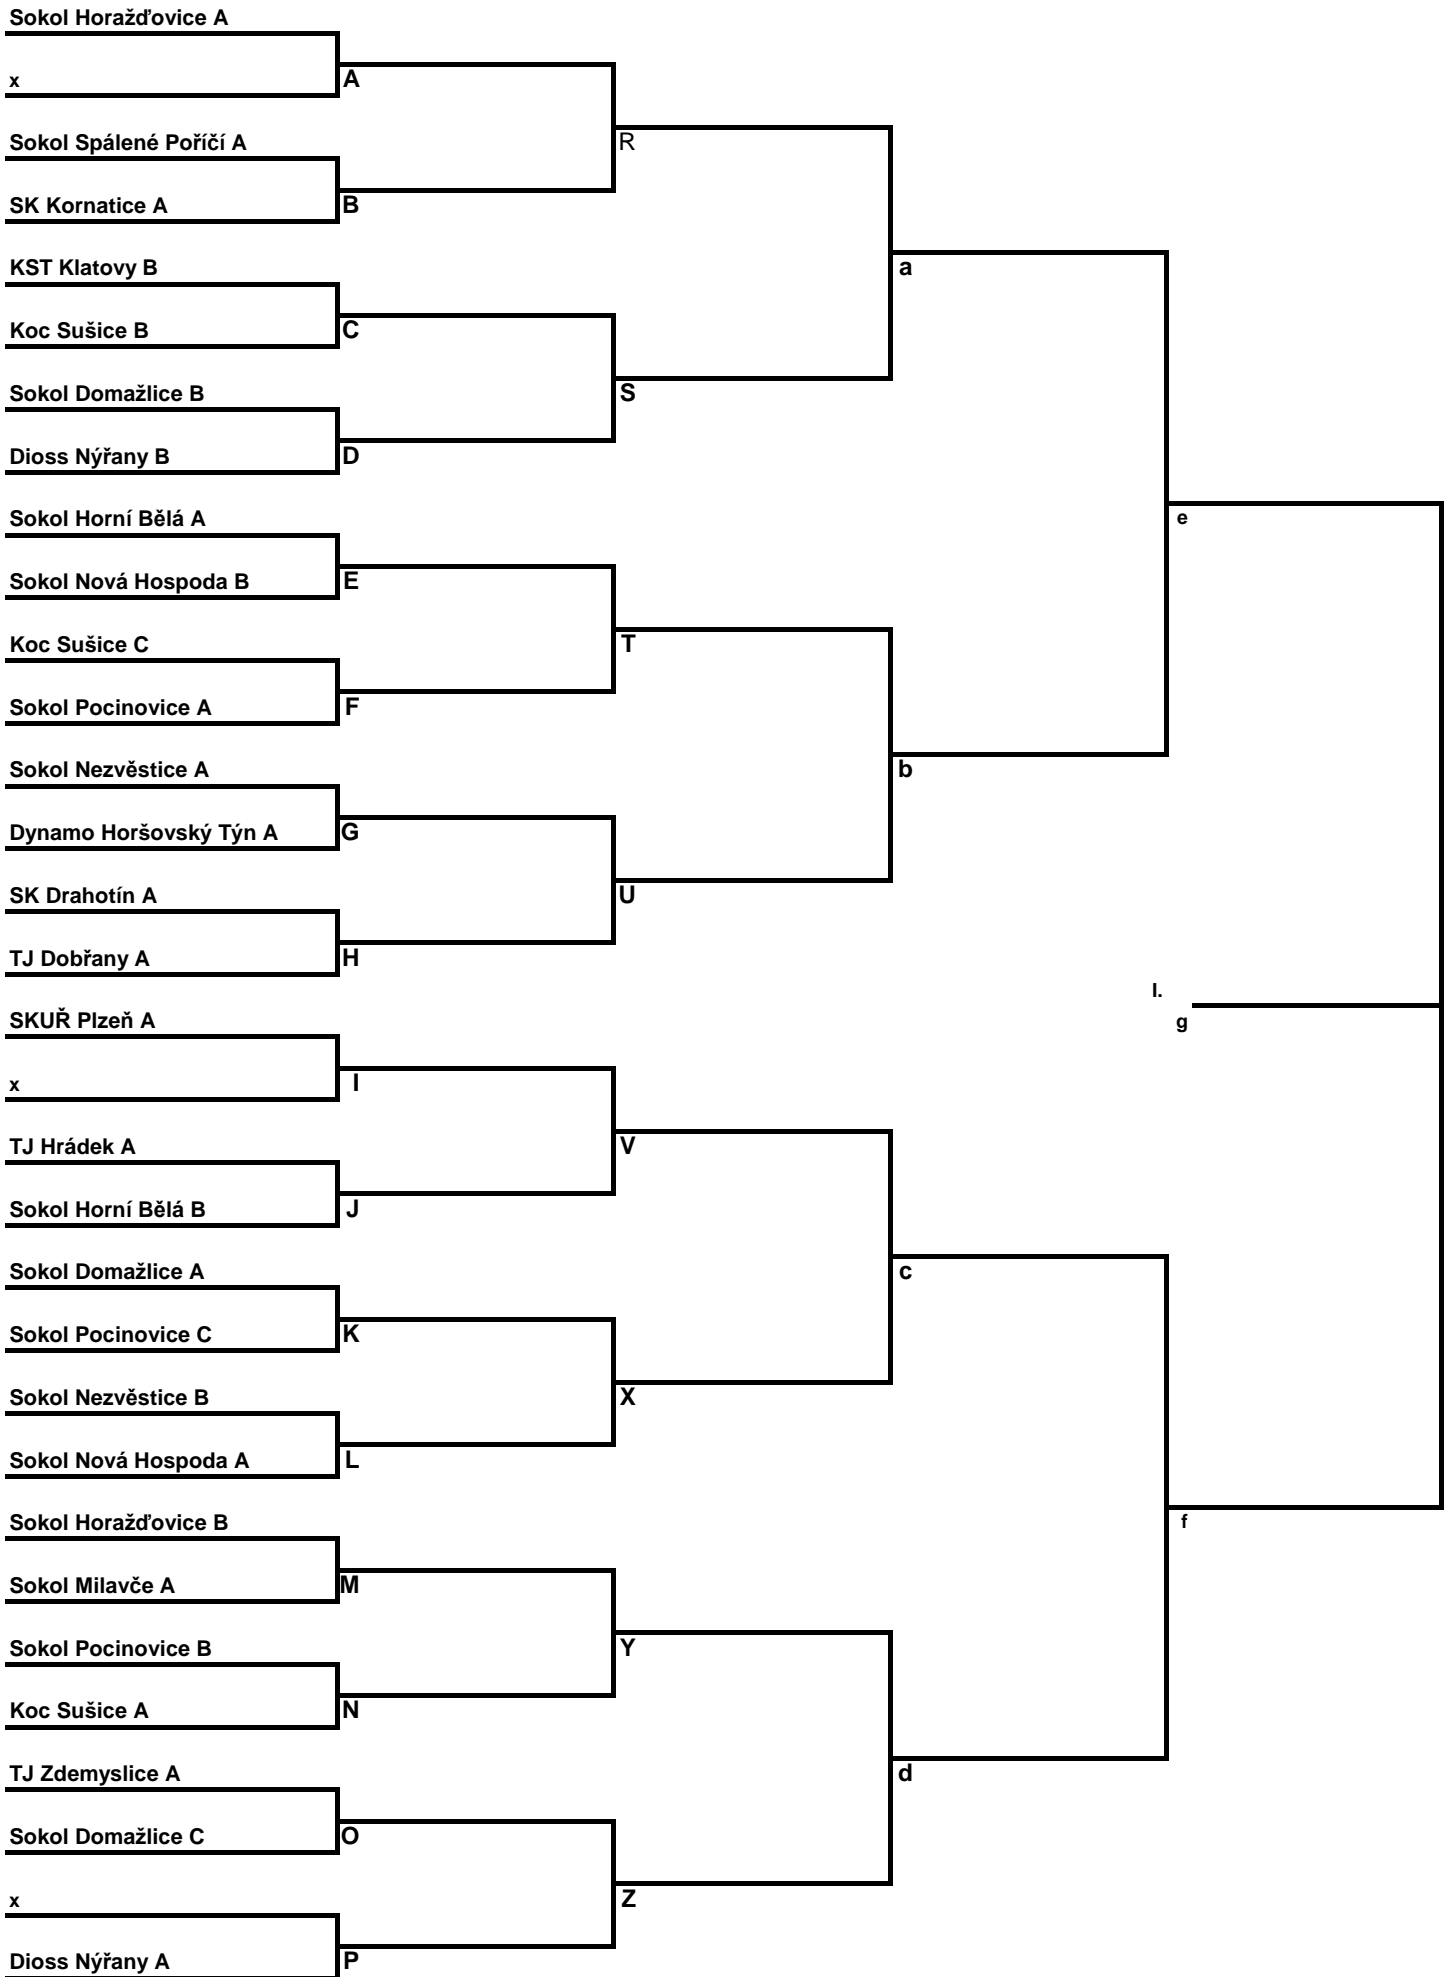 Sokol Horažďovice A
x
A
R
Sokol Spálené Poříčí A
SK Kornatice A
B
KST Klatovy B
a
Koc Sušice B
C
Sokol Domažlice B
S
Dioss Nýřany B
D
Sokol Horní Bělá A
e
Sokol Nová Hospoda B
E
Koc Sušice C
T
Sokol Pocinovice A
F
Sokol Nezvěstice A
b
Dynamo Horšovský Týn A
G
SK Drahotín A
U
TJ Dobřany A
H
I.
SKUŘ Plzeň A
g
x
I
TJ Hrádek A
V
Sokol Horní Bělá B
J
Sokol Domažlice A
c
Sokol Pocinovice C
K
Sokol Nezvěstice B
X
Sokol Nová Hospoda A
L
Sokol Horažďovice B
f
Sokol Milavče A
M
Sokol Pocinovice B
Y
Koc Sušice A
N
TJ Zdemyslice A
d
Sokol Domažlice C
O
x
Z
Dioss Nýřany A
P